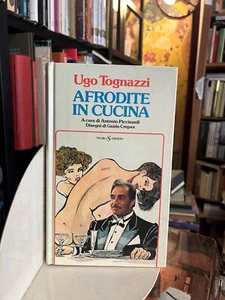 Ugo Tognazzi
AFRODITE
IN CUCINA
A cura di Antonio Piccinardi
Disegni di Guido Crepax